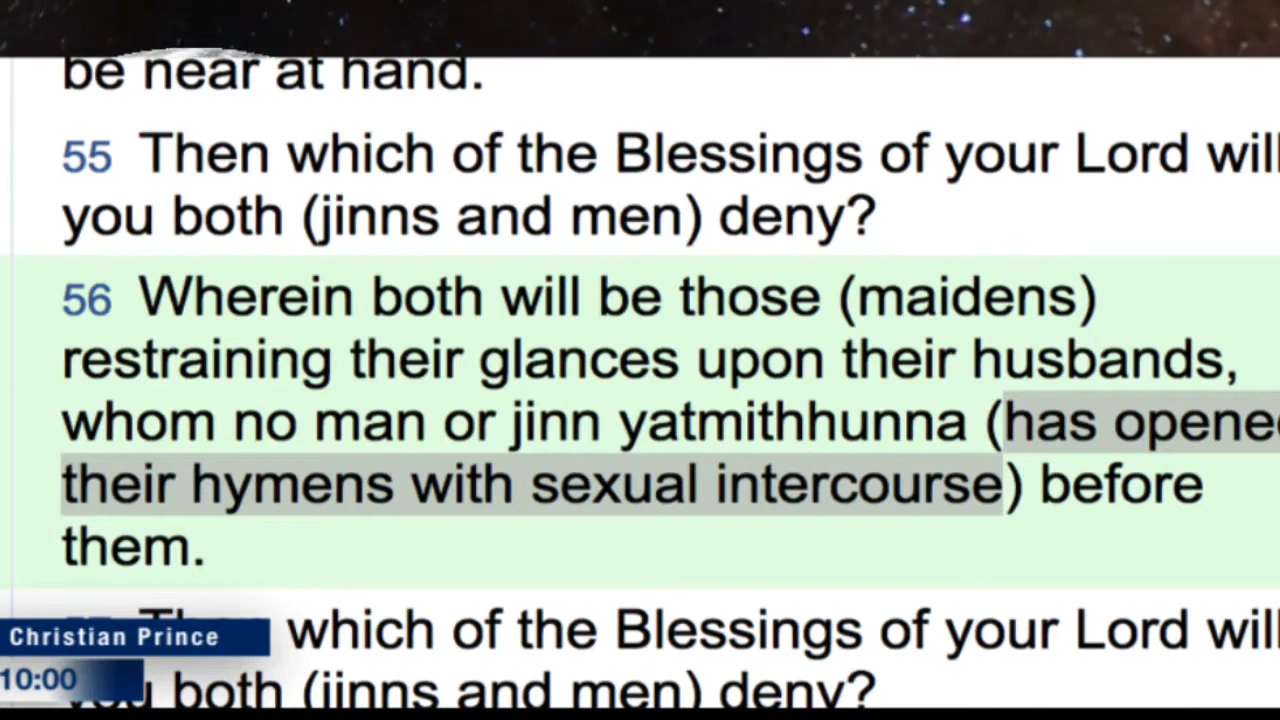 be near at hand.
55 Then which of the Blessings of your Lord will
you both (jinns and men) deny?
56 Wherein both will be those (maidens)
restraining their glances upon their husbands,
whom no man or jinn yatmithhunna (has opened
their hymens with sexual intercourse) before
them.
which of the Blessings of your Lord will
Christian Prince
10:00
both (jinns and men) deny?